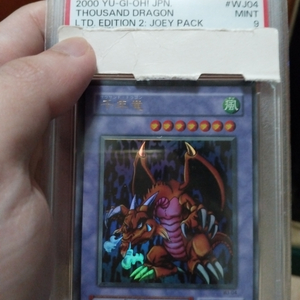 2000 YU-GI-OH! JPN. #WJ04
THOUSAND DRAGON MINT
LTD. EDITION 2: JOEY PACK 9
風